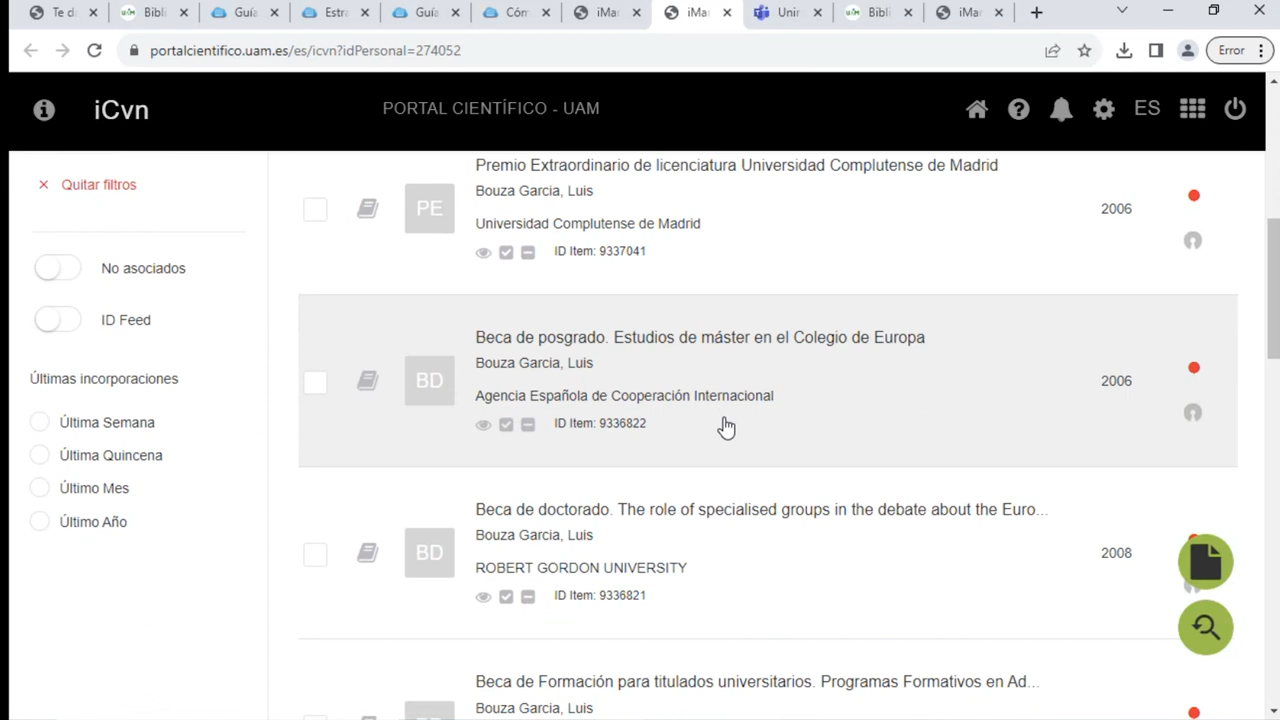 Te d
Bibli
Guía
Estra
Guía
Cóm
iMar
iMar
Unir
Bibli
iMar
portalcientifico.uam.es/es/icvn?idPersonal=274052
Error
iCvn
PORTAL CIENTÍFICO - UAM
ES
× Quitar filtros
No asociados
ID Feed
Últimas incorporaciones
Última Semana
Última Quincena
Último Mes
Último Año
Premio Extraordinario de licenciatura Universidad Complutense de Madrid
PE
Bouza Garcia, Luis
2006
Universidad Complutense de Madrid
ID Item: 9337041
Beca de posgrado. Estudios de máster en el Colegio de Europa
BD
Bouza Garcia, Luis
2006
Agencia Española de Cooperación Internacional
ID Item: 9336822
Beca de doctorado. The role of specialised groups in the debate about the Euro...
BD
Bouza Garcia, Luis
2008
ROBERT GORDON UNIVERSITY
ID Item: 9336821
Beca de Formación para titulados universitarios. Programas Formativos en Ad...
Bouza Garcia, Luis